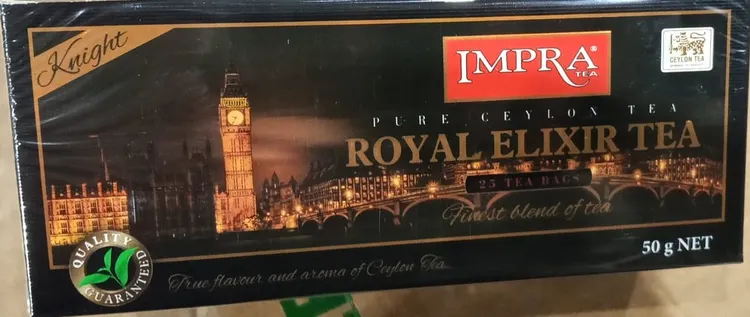 Knight
IMPRA®
TEA
CEYLON TEA
PURE CEYLON TEA
ROYAL ELIXIR TEA
25 TEA BAGS
Finest blend of tea
50 g NET
QUALITY
GUARANTEED
True flavour and aroma of Ceylon Tea...